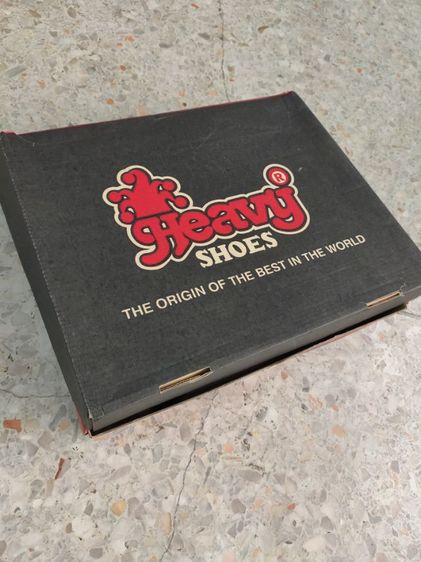 Heavy®
SHOES
THE ORIGIN OF THE BEST IN THE WORLD